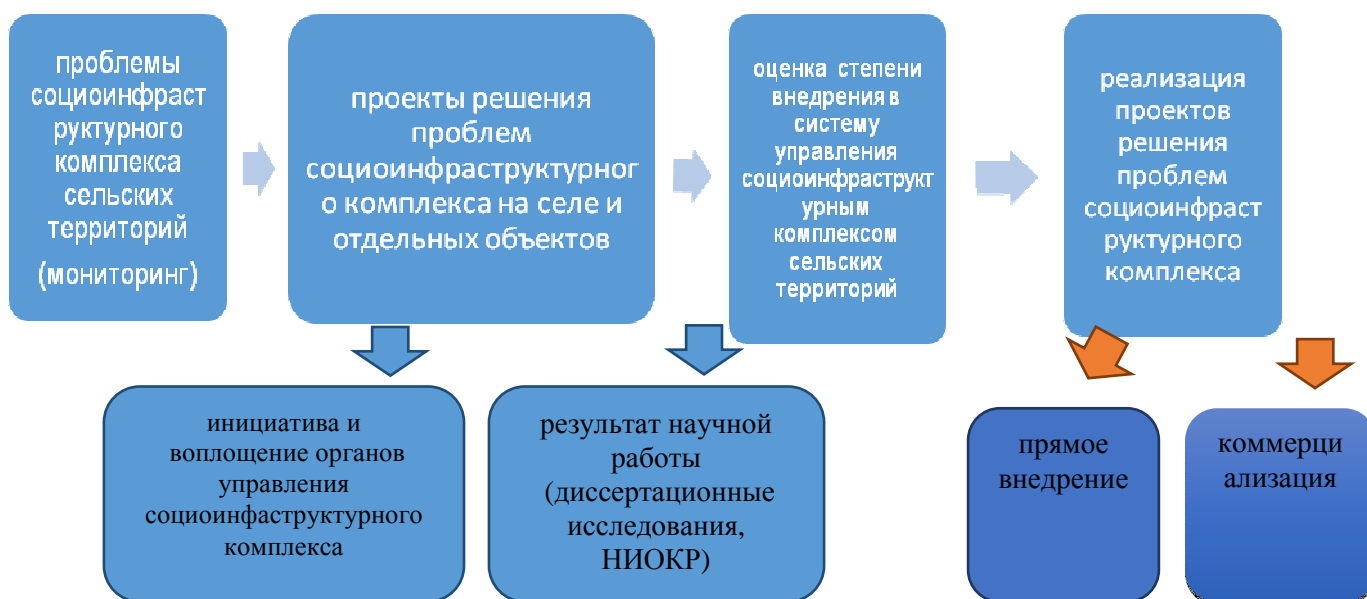 проблемы
социоинфраст
руктурного
комплекса
сельских
территорий
(мониторинг)
проекты решения
проблем
социоинфраструктурног
о комплекса на селе и
отдельных объектов
оценка степени
внедрения в
систему
управления
социоинфраструкт
урным
комплексом
сельских
территорий
реализация
проектов
решения
проблем
социоинфраст
руктурного
комплекса
инициатива и
воплощение органов
управления
социоинфаструктурного
комплекса
результат научной
работы
(диссертационные
исследования,
НИОКР)
прямое
внедрение
коммерци
ализация